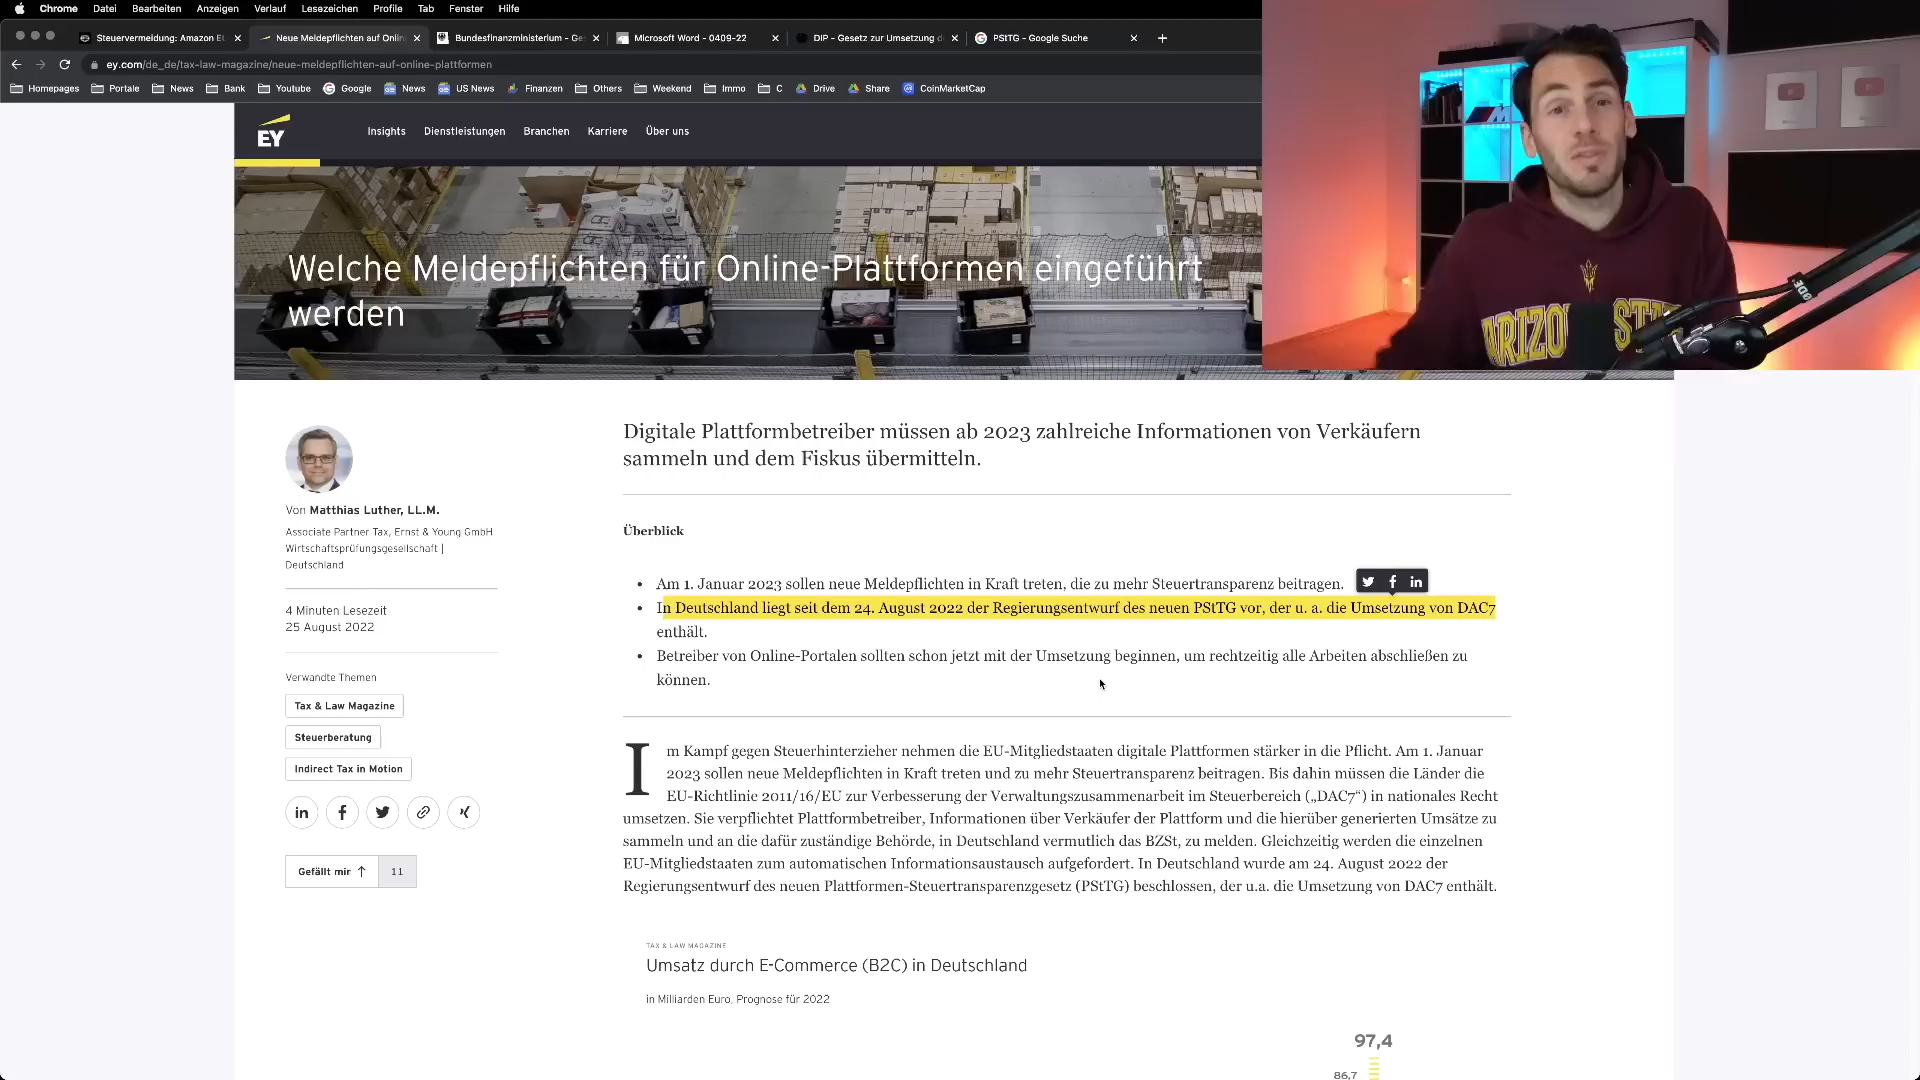 Chrome Datei Bearbeiten Anzeigen Verlauf Lesezeichen Profile Tab Fenster Hilfe
Steuervermeidung: Amazon EU
Neue Meldepflichten auf Onlin
Bundesfinanzministerium - Ges
Microsoft Word - 0409-22
DIP - Gesetz zur Umsetzung d
PStTG - Google Suche
ey.com/de_de/tax-law-magazine/neue-meldepflichten-auf-online-plattformen
Homepages Portale News Bank Youtube Google News US News Finanzen Others Weekend Immo C Drive Share CoinMarketCap
EY
Insights Dienstleistungen Branchen Karriere Über uns
Welche Meldepflichten für Online-Plattformen eingeführt
werden
ARIZO STA
RØDE
Digitale Plattformbetreiber müssen ab 2023 zahlreiche Informationen von Verkäufern
sammeln und dem Fiskus übermitteln.
Von Matthias Luther, LL.M.
Associate Partner Tax, Ernst & Young GmbH
Wirtschaftsprüfungsgesellschaft |
Deutschland
4 Minuten Lesezeit
25 August 2022
Verwandte Themen
Tax & Law Magazine
Steuerberatung
Indirect Tax in Motion
Gefällt mir 11
Überblick
• Am 1. Januar 2023 sollen neue Meldepflichten in Kraft treten, die zu mehr Steuertransparenz beitragen.
• In Deutschland liegt seit dem 24. August 2022 der Regierungsentwurf des neuen PStTG vor, der u. a. die Umsetzung von DAC7
enthält.
• Betreiber von Online-Portalen sollten schon jetzt mit der Umsetzung beginnen, um rechtzeitig alle Arbeiten abschließen zu
können.
Im Kampf gegen Steuerhinterzieher nehmen die EU-Mitgliedstaaten digitale Plattformen stärker in die Pflicht. Am 1. Januar
2023 sollen neue Meldepflichten in Kraft treten und zu mehr Steuertransparenz beitragen. Bis dahin müssen die Länder die
EU-Richtlinie 2011/16/EU zur Verbesserung der Verwaltungszusammenarbeit im Steuerbereich („DAC7“) in nationales Recht
umsetzen. Sie verpflichtet Plattformbetreiber, Informationen über Verkäufer der Plattform und die hierüber generierten Umsätze zu
sammeln und an die dafür zuständige Behörde, in Deutschland vermutlich das BZSt, zu melden. Gleichzeitig werden die einzelnen
EU-Mitgliedstaaten zum automatischen Informationsaustausch aufgefordert. In Deutschland wurde am 24. August 2022 der
Regierungsentwurf des neuen Plattformen-Steuertransparenzgesetz (PStTG) beschlossen, der u.a. die Umsetzung von DAC7 enthält.
TAX & LAW MAGAZINE
Umsatz durch E-Commerce (B2C) in Deutschland
in Milliarden Euro, Prognose für 2022
97,4
86,7